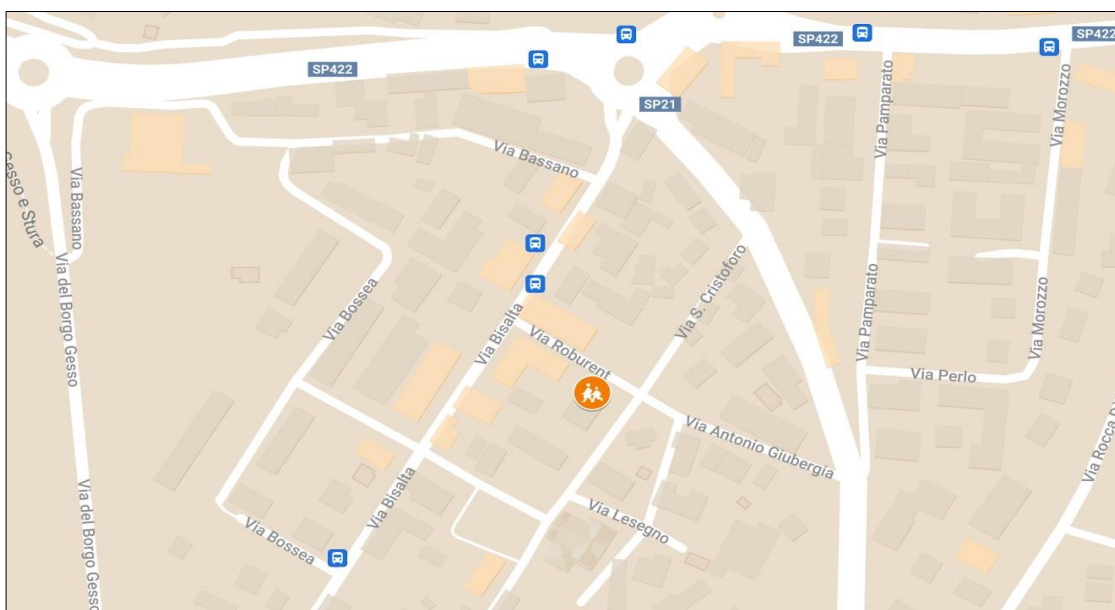 SP422
SP422
SP422
SP21
Via Bassano
Via Pamparato
Via Morozzo
Gesso e Stura
Via Bassano
Via S. Cristoforo
Via del Borgo Gesso
Via Bossea
Via Pamparato
Via Morozzo
Via Bisalta
Via Roburent
Via Perlo
Via Antonio Giubergia
Via Rocca
Via Bisalta
Via del Borgo Gesso
Via Lesegno
Via Bossea